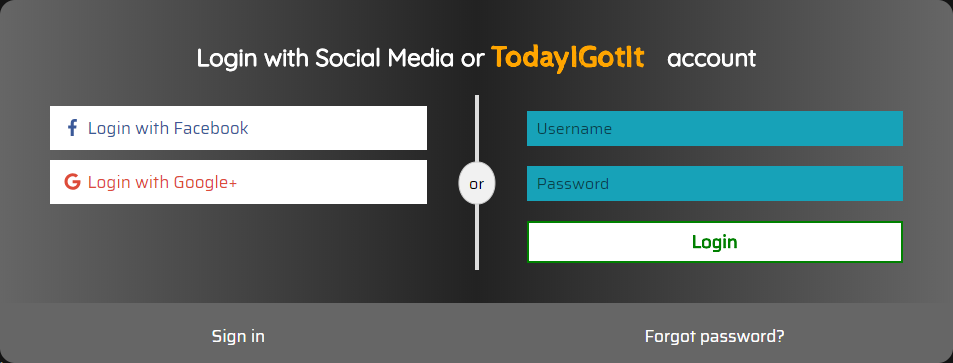 Login with Social Media or TodayIGotIt account
Login with Facebook
Login with Google+
or
Username
Password
Login
Sign in
Forgot password?